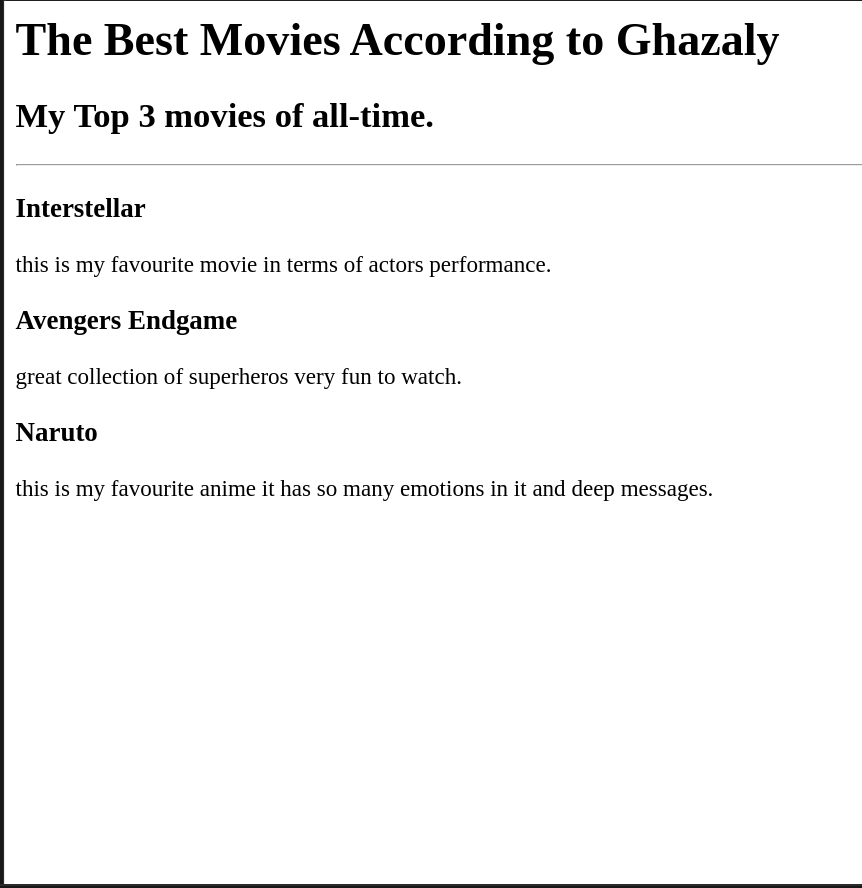 The Best Movies According to Ghazaly
My Top 3 movies of all-time.
Interstellar
this is my favourite movie in terms of actors performance.
Avengers Endgame
great collection of superheros very fun to watch.
Naruto
this is my favourite anime it has so many emotions in it and deep messages.